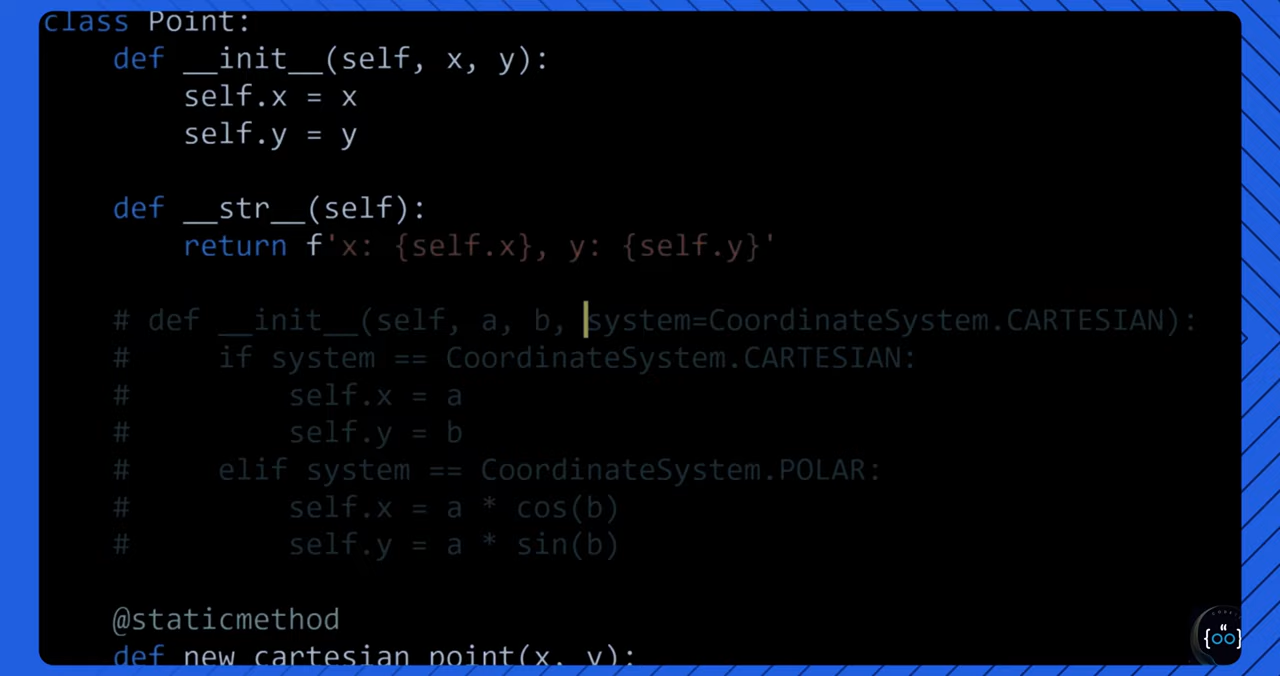 class Point:
    def __init__(self, x, y):
        self.x = x
        self.y = y

    def __str__(self):
        return f'x: {self.x}, y: {self.y}'

    # def __init__(self, a, b, system=CoordinateSystem.CARTESIAN):
    #     if system == CoordinateSystem.CARTESIAN:
    #         self.x = a
    #         self.y = b
    #     elif system == CoordinateSystem.POLAR:
    #         self.x = a * cos(b)
    #         self.y = a * sin(b)

    @staticmethod
    def new_cartesian_point(x, y):